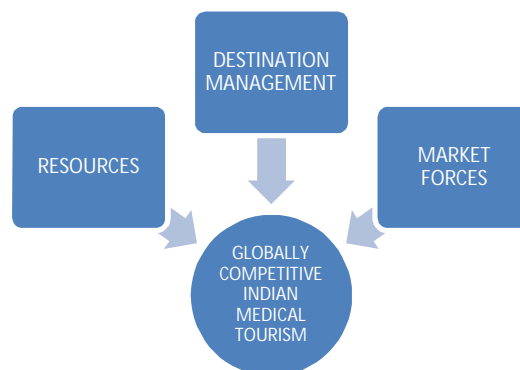 DESTINATION
MANAGEMENT
RESOURCES
MARKET
FORCES
GLOBALLY
COMPETITIVE
INDIAN
MEDICAL
TOURISM